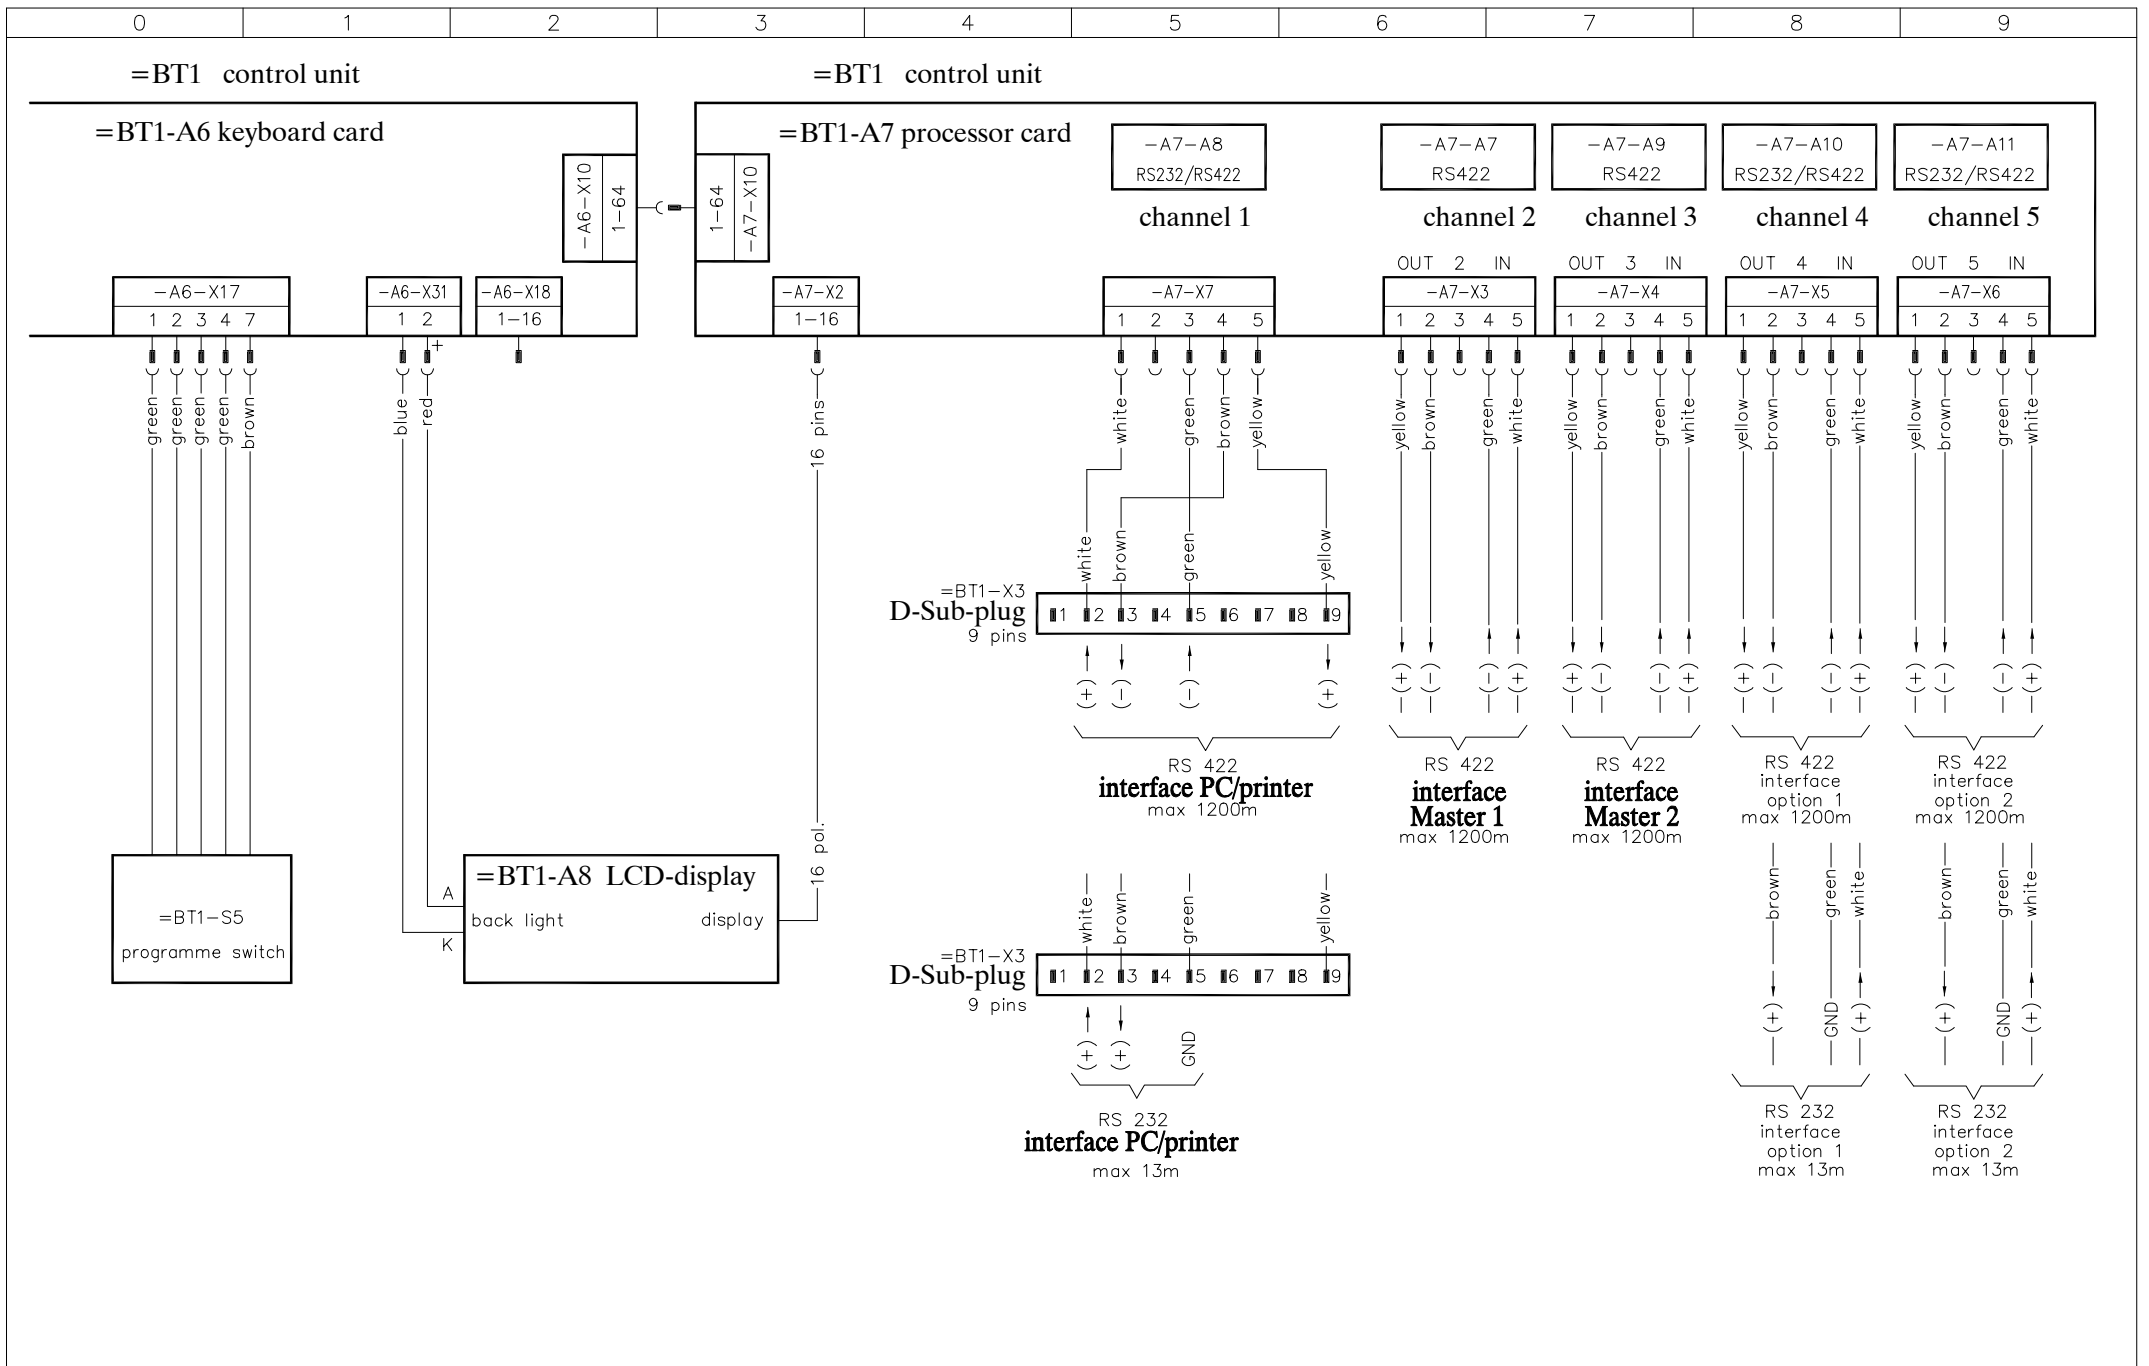 0 1 2 3 4 5 6 7 8 9
=BT1 control unit
=BT1 control unit
=BT1-A6 keyboard card
=BT1-A7 processor card
-A6-X10
1-64
1-64
-A7-X10
-A7-A8
RS232/RS422
channel 1
-A7-A7
RS422
channel 2
-A7-A9
RS422
channel 3
-A7-A10
RS232/RS422
channel 4
-A7-A11
RS232/RS422
channel 5
OUT 2 IN
OUT 3 IN
OUT 4 IN
OUT 5 IN
-A6-X17
1 2 3 4 7
-A6-X31
1 2
+
-A6-X18
1-16
-A7-X2
1-16
-A7-X7
1 2 3 4 5
-A7-X3
1 2 3 4 5
-A7-X4
1 2 3 4 5
-A7-X5
1 2 3 4 5
-A7-X6
1 2 3 4 5
green
green
green
green
brown
blue
red
16 pins
white
green
brown
yellow
yellow
brown
green
white
yellow
brown
green
white
yellow
brown
green
white
yellow
brown
green
white
white
brown
green
yellow
=BT1-X3
D-Sub-plug
9 pins
1 2 3 4 5 6 7 8 9
(+) (-) (-) (+)
(+) (-) (-) (+)
(+) (-) (-) (+)
(+) (-) (-) (+)
(+) (-) (-) (+)
RS 422
interface PC/printer
max 1200m
RS 422
interface
Master 1
max 1200m
RS 422
interface
Master 2
max 1200m
RS 422
interface
option 1
max 1200m
RS 422
interface
option 2
max 1200m
16 pol.
=BT1-S5
programme switch
A
K
=BT1-A8 LCD-display
back light
display
white
brown
green
yellow
=BT1-X3
D-Sub-plug
9 pins
1 2 3 4 5 6 7 8 9
(+) (+) GND
RS 232
interface PC/printer
max 13m
brown
green
white
(+) GND (+)
RS 232
interface
option 1
max 13m
brown
green
white
(+) GND (+)
RS 232
interface
option 2
max 13m